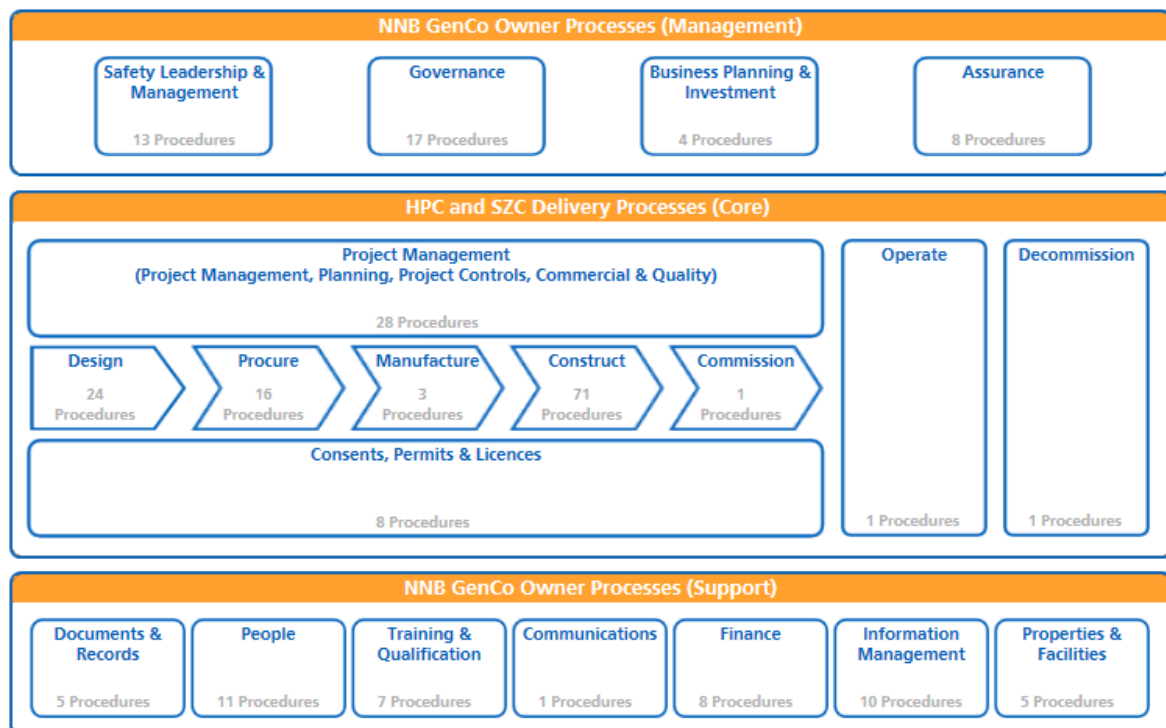 NNB GenCo Owner Processes (Management)
Safety Leadership &
Management
13 Procedures
Governance
17 Procedures
Business Planning &
Investment
4 Procedures
Assurance
8 Procedures
HPC and SZC Delivery Processes (Core)
Project Management
(Project Management, Planning, Project Controls, Commercial & Quality)
28 Procedures
Design
24
Procedures
Procure
16
Procedures
Manufacture
3
Procedures
Construct
71
Procedures
Commission
1
Procedures
Consents, Permits & Licences
8 Procedures
Operate
1 Procedures
Decommission
1 Procedures
NNB GenCo Owner Processes (Support)
Documents &
Records
5 Procedures
People
11 Procedures
Training &
Qualification
7 Procedures
Communications
1 Procedures
Finance
8 Procedures
Information
Management
10 Procedures
Properties &
Facilities
5 Procedures